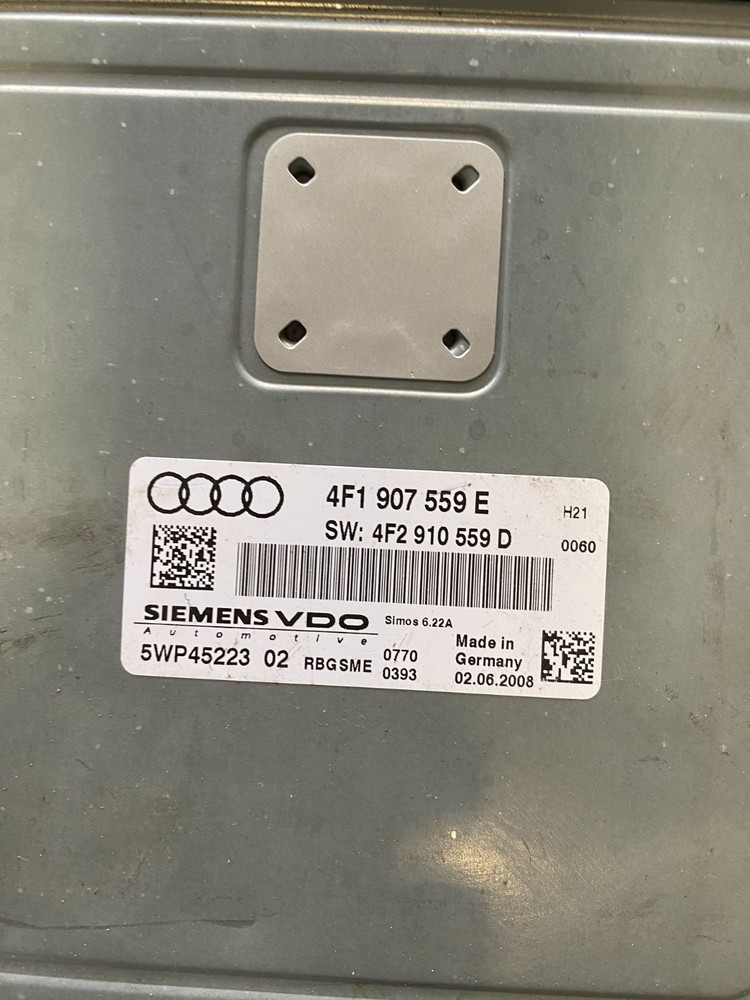 4F1 907 559 E
H21
SW: 4F2 910 559 D
0060
SIEMENS VDO
Automotive
Simos 6.22A
5WP45223 02 RBGSME
0770
0393
Made in
Germany
02.06.2008